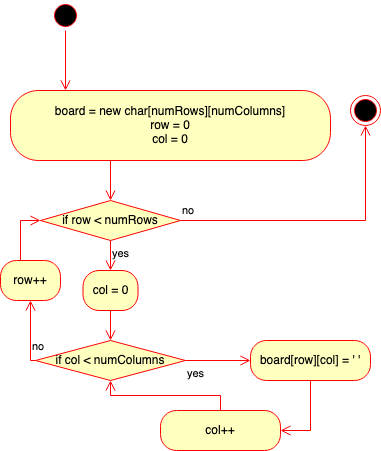 board = new char[numRows][numColumns]
row = 0
col = 0
if row < numRows
no
yes
row++
col = 0
if col < numColumns
no
yes
board[row][col] = ' '
col++